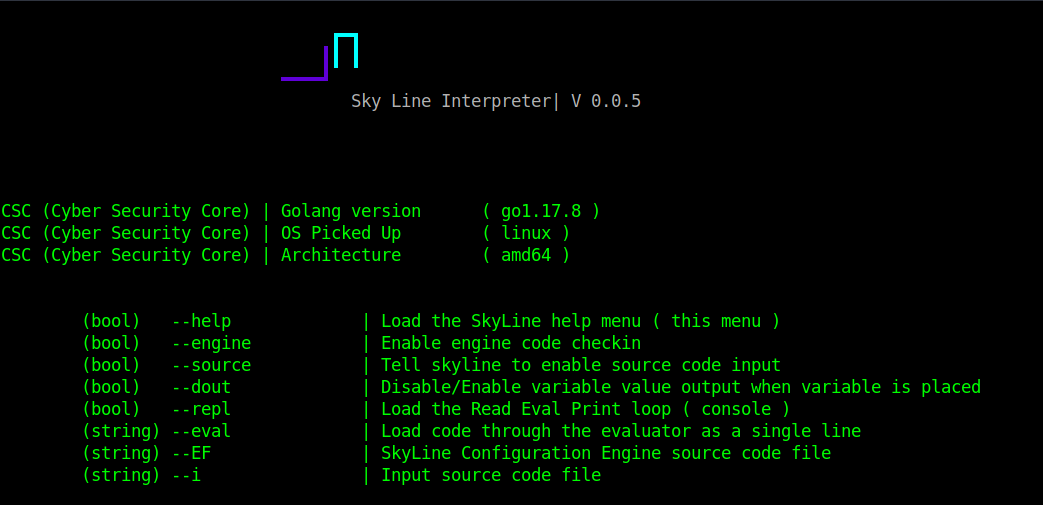 Sky Line Interpreter| V 0.0.5
CSC (Cyber Security Core) | Golang version ( go1.17.8 )
CSC (Cyber Security Core) | OS Picked Up ( linux )
CSC (Cyber Security Core) | Architecture ( amd64 )
(bool) --help | Load the SkyLine help menu ( this menu )
(bool) --engine | Enable engine code checkin
(bool) --source | Tell skyline to enable source code input
(bool) --dout | Disable/Enable variable value output when variable is placed
(bool) --repl | Load the Read Eval Print loop ( console )
(string) --eval | Load code through the evaluator as a single line
(string) --EF | SkyLine Configuration Engine source code file
(string) --i | Input source code file